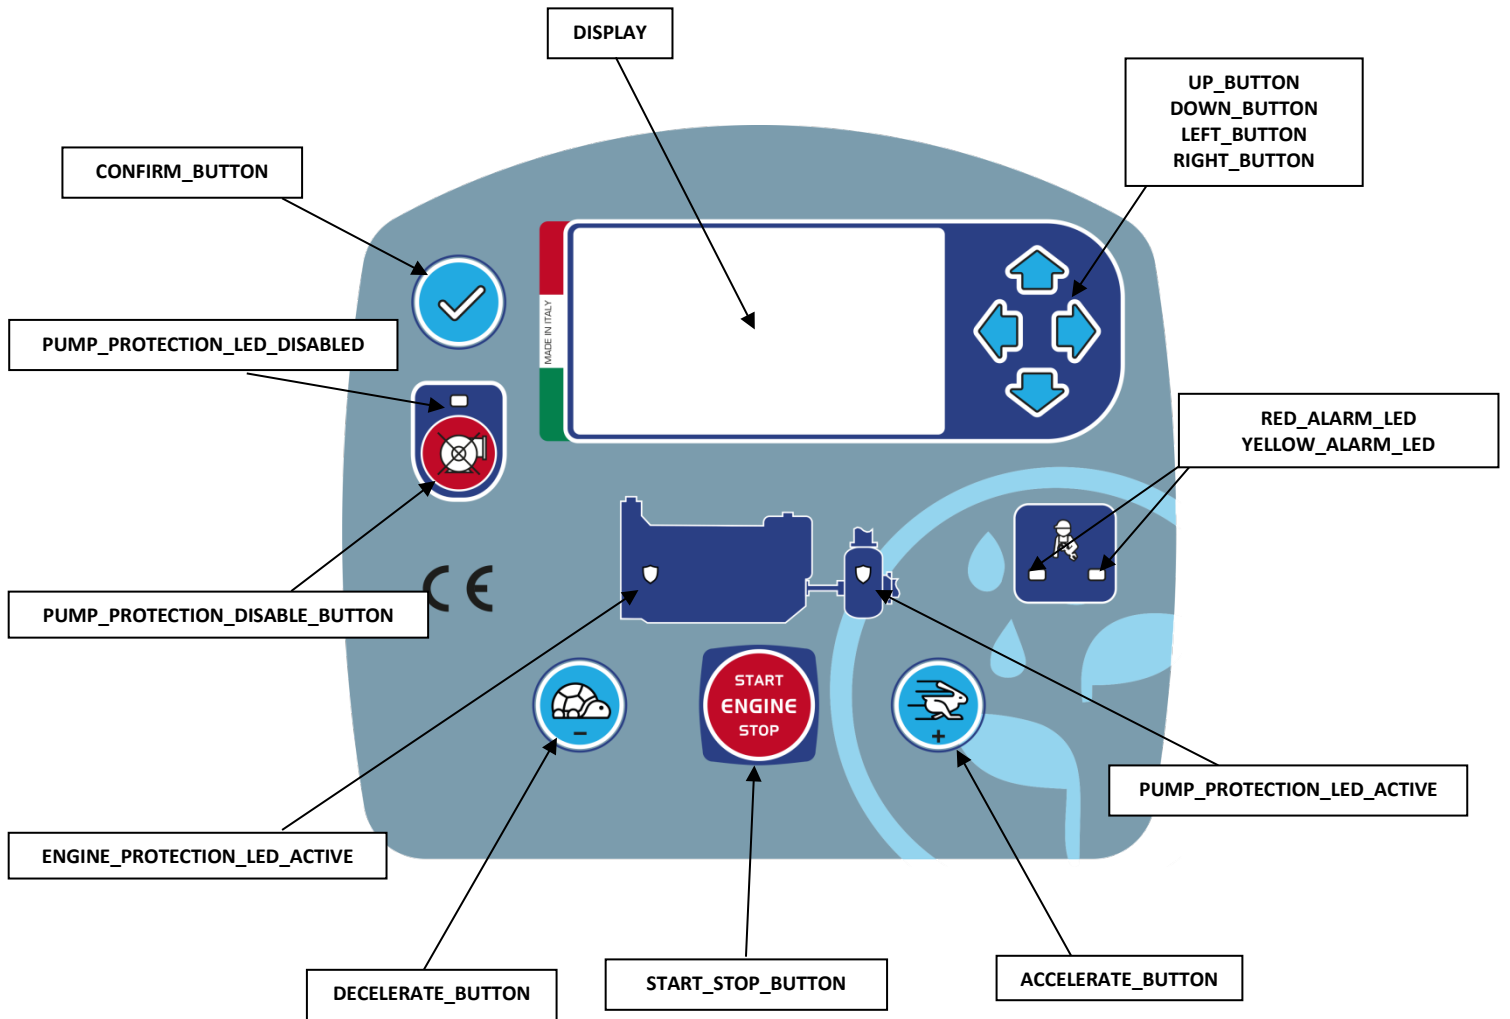 DISPLAY
UP_BUTTON
DOWN_BUTTON
LEFT_BUTTON
RIGHT_BUTTON
CONFIRM_BUTTON
MADE IN ITALY
PUMP_PROTECTION_LED_DISABLED
RED_ALARM_LED
YELLOW_ALARM_LED
CE
PUMP_PROTECTION_DISABLE_BUTTON
START
ENGINE
STOP
-
+
PUMP_PROTECTION_LED_ACTIVE
ENGINE_PROTECTION_LED_ACTIVE
DECELERATE_BUTTON
START_STOP_BUTTON
ACCELERATE_BUTTON